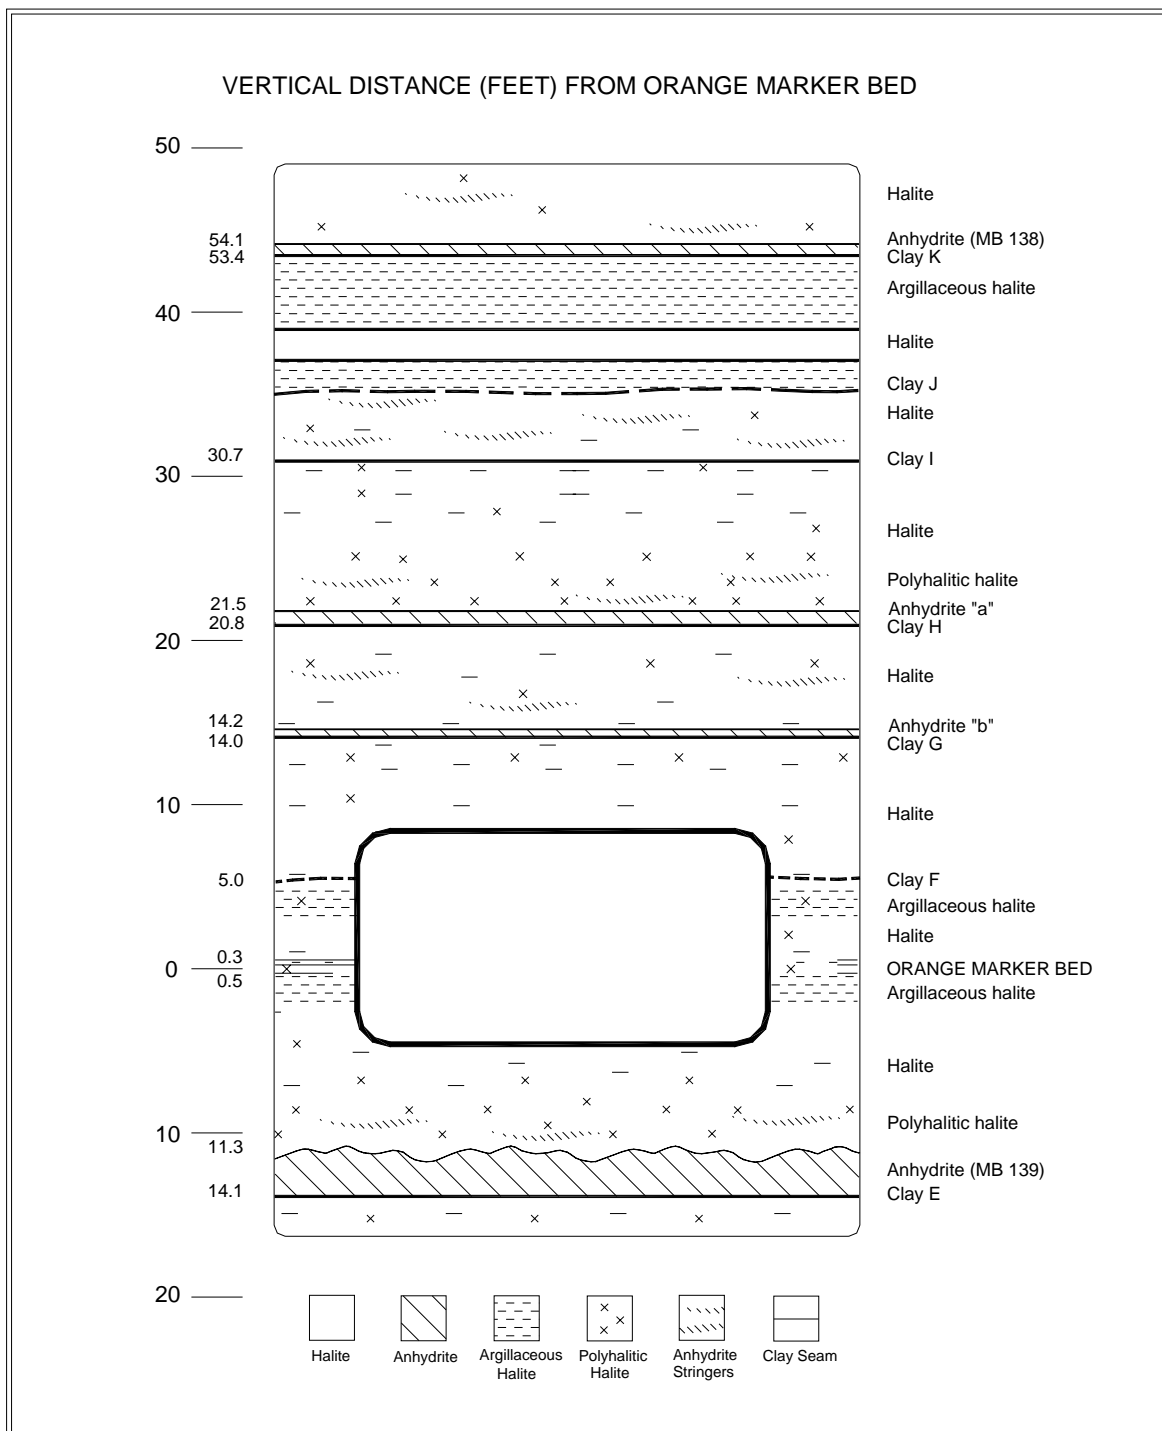 VERTICAL DISTANCE (FEET) FROM ORANGE MARKER BED
50
Halite
54.1
Anhydrite (MB 138)
53.4
Clay K
Argillaceous halite
40
Halite
Clay J
Halite
30.7
Clay I
30
Halite
Polyhalitic halite
21.5
Anhydrite "a"
20.8
Clay H
20
Halite
14.2
Anhydrite "b"
14.0
Clay G
10
Halite
5.0
Clay F
Argillaceous halite
Halite
0.3
0
ORANGE MARKER BED
0.5
Argillaceous halite
Halite
Polyhalitic halite
10
11.3
Anhydrite (MB 139)
14.1
Clay E
20
Halite
Anhydrite
Argillaceous
Halite
Polyhalitic
Halite
Anhydrite
Stringers
Clay Seam